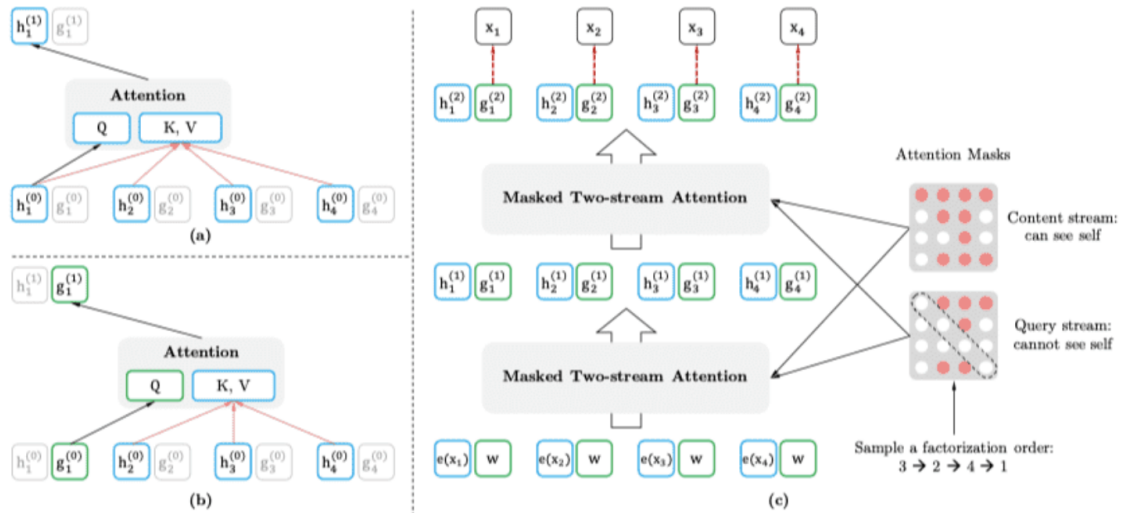 h₁⁽¹⁾ g₁⁽¹⁾
Attention
Q K, V
h₁⁽⁰⁾ g₁⁽⁰⁾ h₂⁽⁰⁾ g₂⁽⁰⁾ h₃⁽⁰⁾ g₃⁽⁰⁾ h₄⁽⁰⁾ g₄⁽⁰⁾
(a)
h₁⁽¹⁾ g₁⁽¹⁾
Attention
Q K, V
h₁⁽⁰⁾ g₁⁽⁰⁾ h₂⁽⁰⁾ g₂⁽⁰⁾ h₃⁽⁰⁾ g₃⁽⁰⁾ h₄⁽⁰⁾ g₄⁽⁰⁾
(b)
x₁ x₂ x₃ x₄
h₁⁽²⁾ g₁⁽²⁾ h₂⁽²⁾ g₂⁽²⁾ h₃⁽²⁾ g₃⁽²⁾ h₄⁽²⁾ g₄⁽²⁾
Masked Two-stream Attention
h₁⁽¹⁾ g₁⁽¹⁾ h₂⁽¹⁾ g₂⁽¹⁾ h₃⁽¹⁾ g₃⁽¹⁾ h₄⁽¹⁾ g₄⁽¹⁾
Masked Two-stream Attention
e(x₁) w e(x₂) w e(x₃) w e(x₄) w
(c)
Attention Masks
Content stream:
can see self
Query stream:
cannot see self
Sample a factorization order:
3 → 2 → 4 → 1